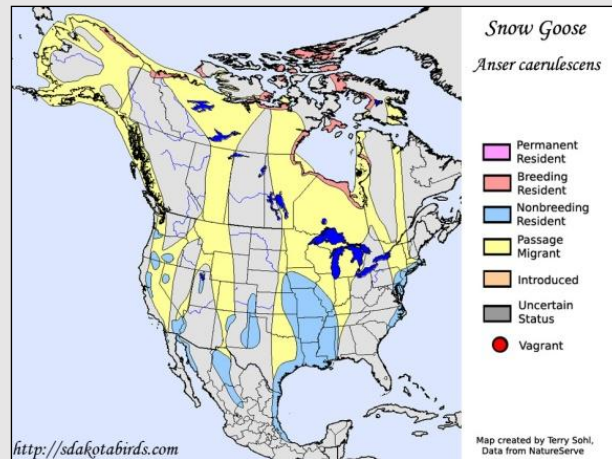 Snow Goose
Anser caerulescens
Permanent
Resident
Breeding
Resident
Nonbreeding
Resident
Passage
Migrant
Introduced
Uncertain
Status
Vagrant
http://sdakotabirds.com
Map created by Terry Sohl,
Data from NatureServe